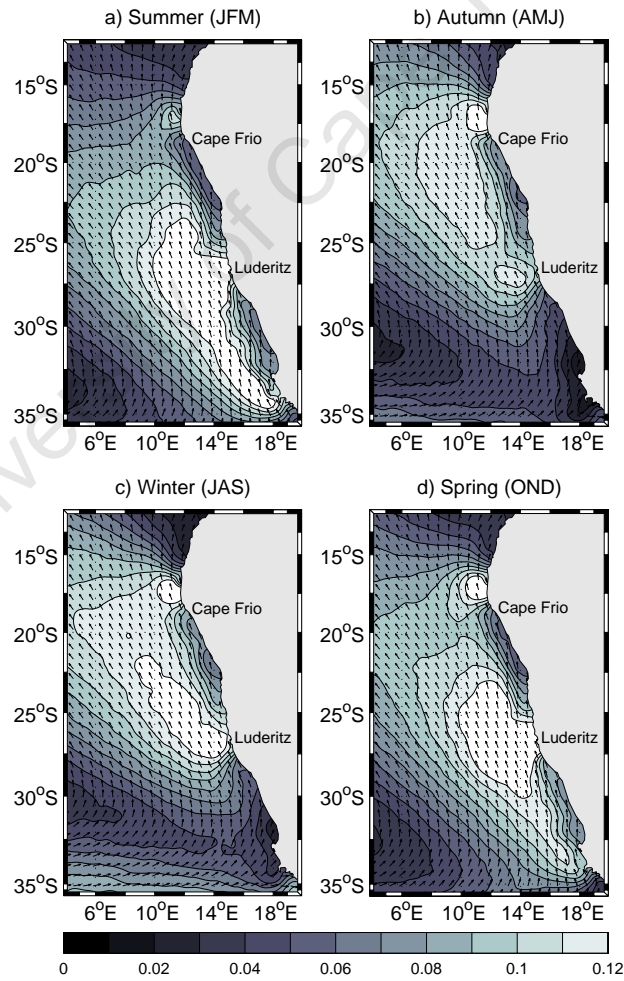 a) Summer (JFM)
b) Autumn (AMJ)
15°S
20°S
25°S
30°S
35°S
6°E 10°E 14°E 18°E
Cape Frio
Luderitz
15°S
20°S
25°S
30°S
35°S
6°E 10°E 14°E 18°E
Cape Frio
Luderitz
c) Winter (JAS)
d) Spring (OND)
15°S
20°S
25°S
30°S
35°S
6°E 10°E 14°E 18°E
Cape Frio
Luderitz
15°S
20°S
25°S
30°S
35°S
6°E 10°E 14°E 18°E
Cape Frio
Luderitz
0 0.02 0.04 0.06 0.08 0.1 0.12